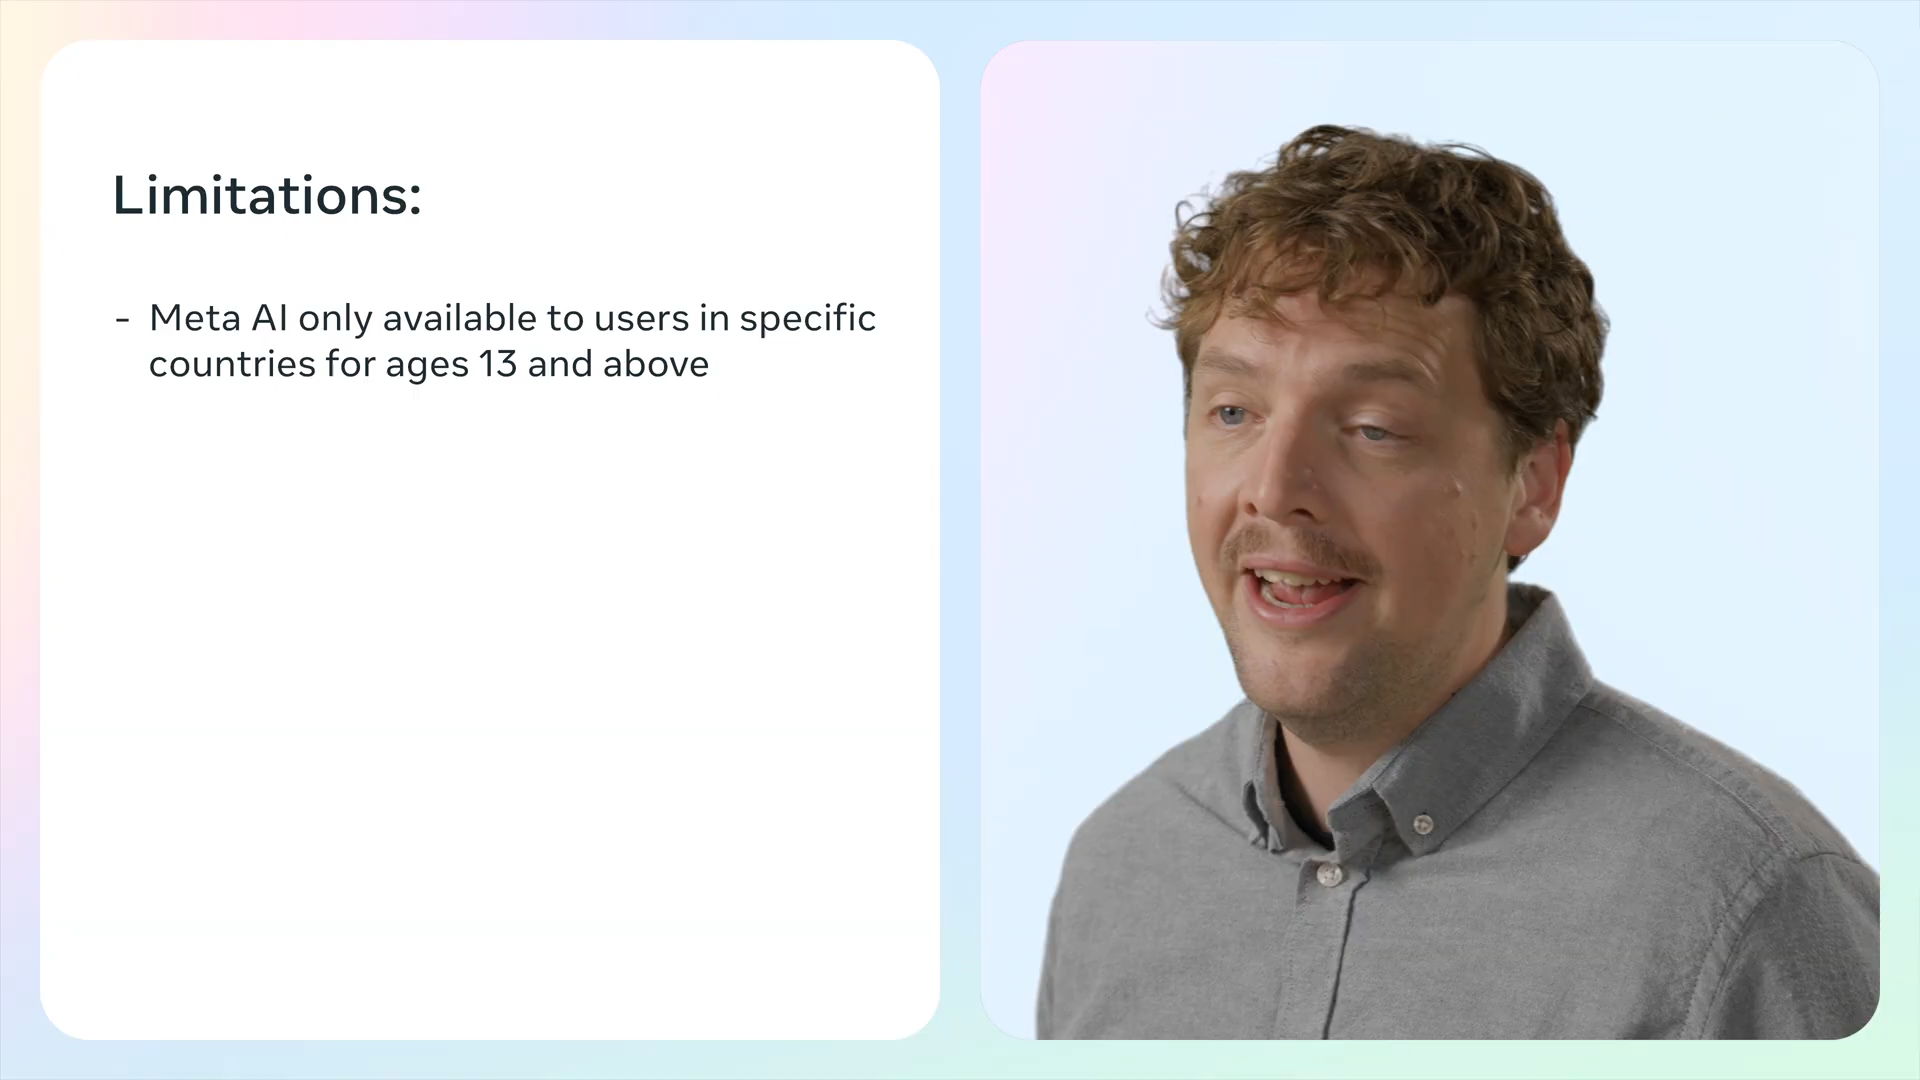 Limitations:
- Meta AI only available to users in specific
countries for ages 13 and above